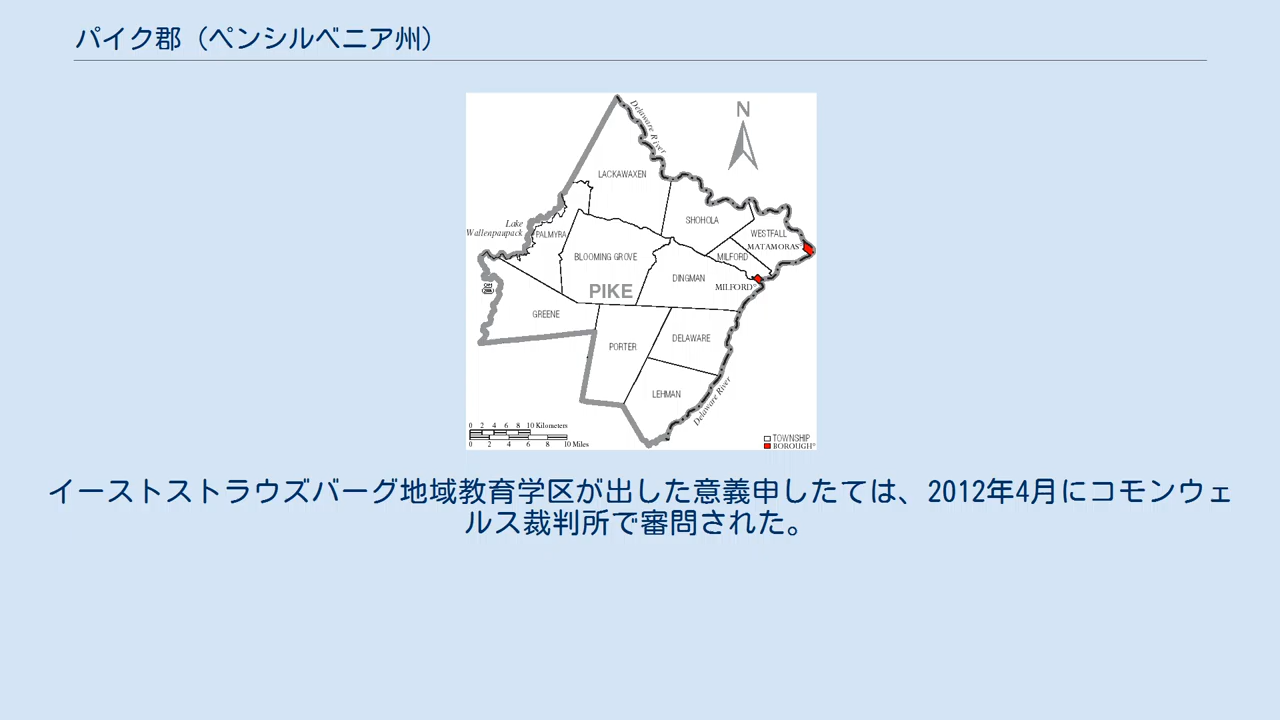 パイク郡（ペンシルベニア州）
N
Delaware River
LACKAWAXEN
SHOHOLA
Lake
Wallenpaupack
PALMYRA
WESTFALL
MATAMORAS
BLOOMING GROVE
MILFORD
DINGMAN
MILFORD°
PIKE
GREENE
PORTER
DELAWARE
LEHMAN
Delaware River
0 2 4 6 8 10 Kilometers
0 2 4 6 8 10 Miles
TOWNSHIP
BOROUGH°
イーストストラウズバーグ地域教育学区が出した意義申したては、2012年4月にコモンウェ
ルス裁判所で審問された。